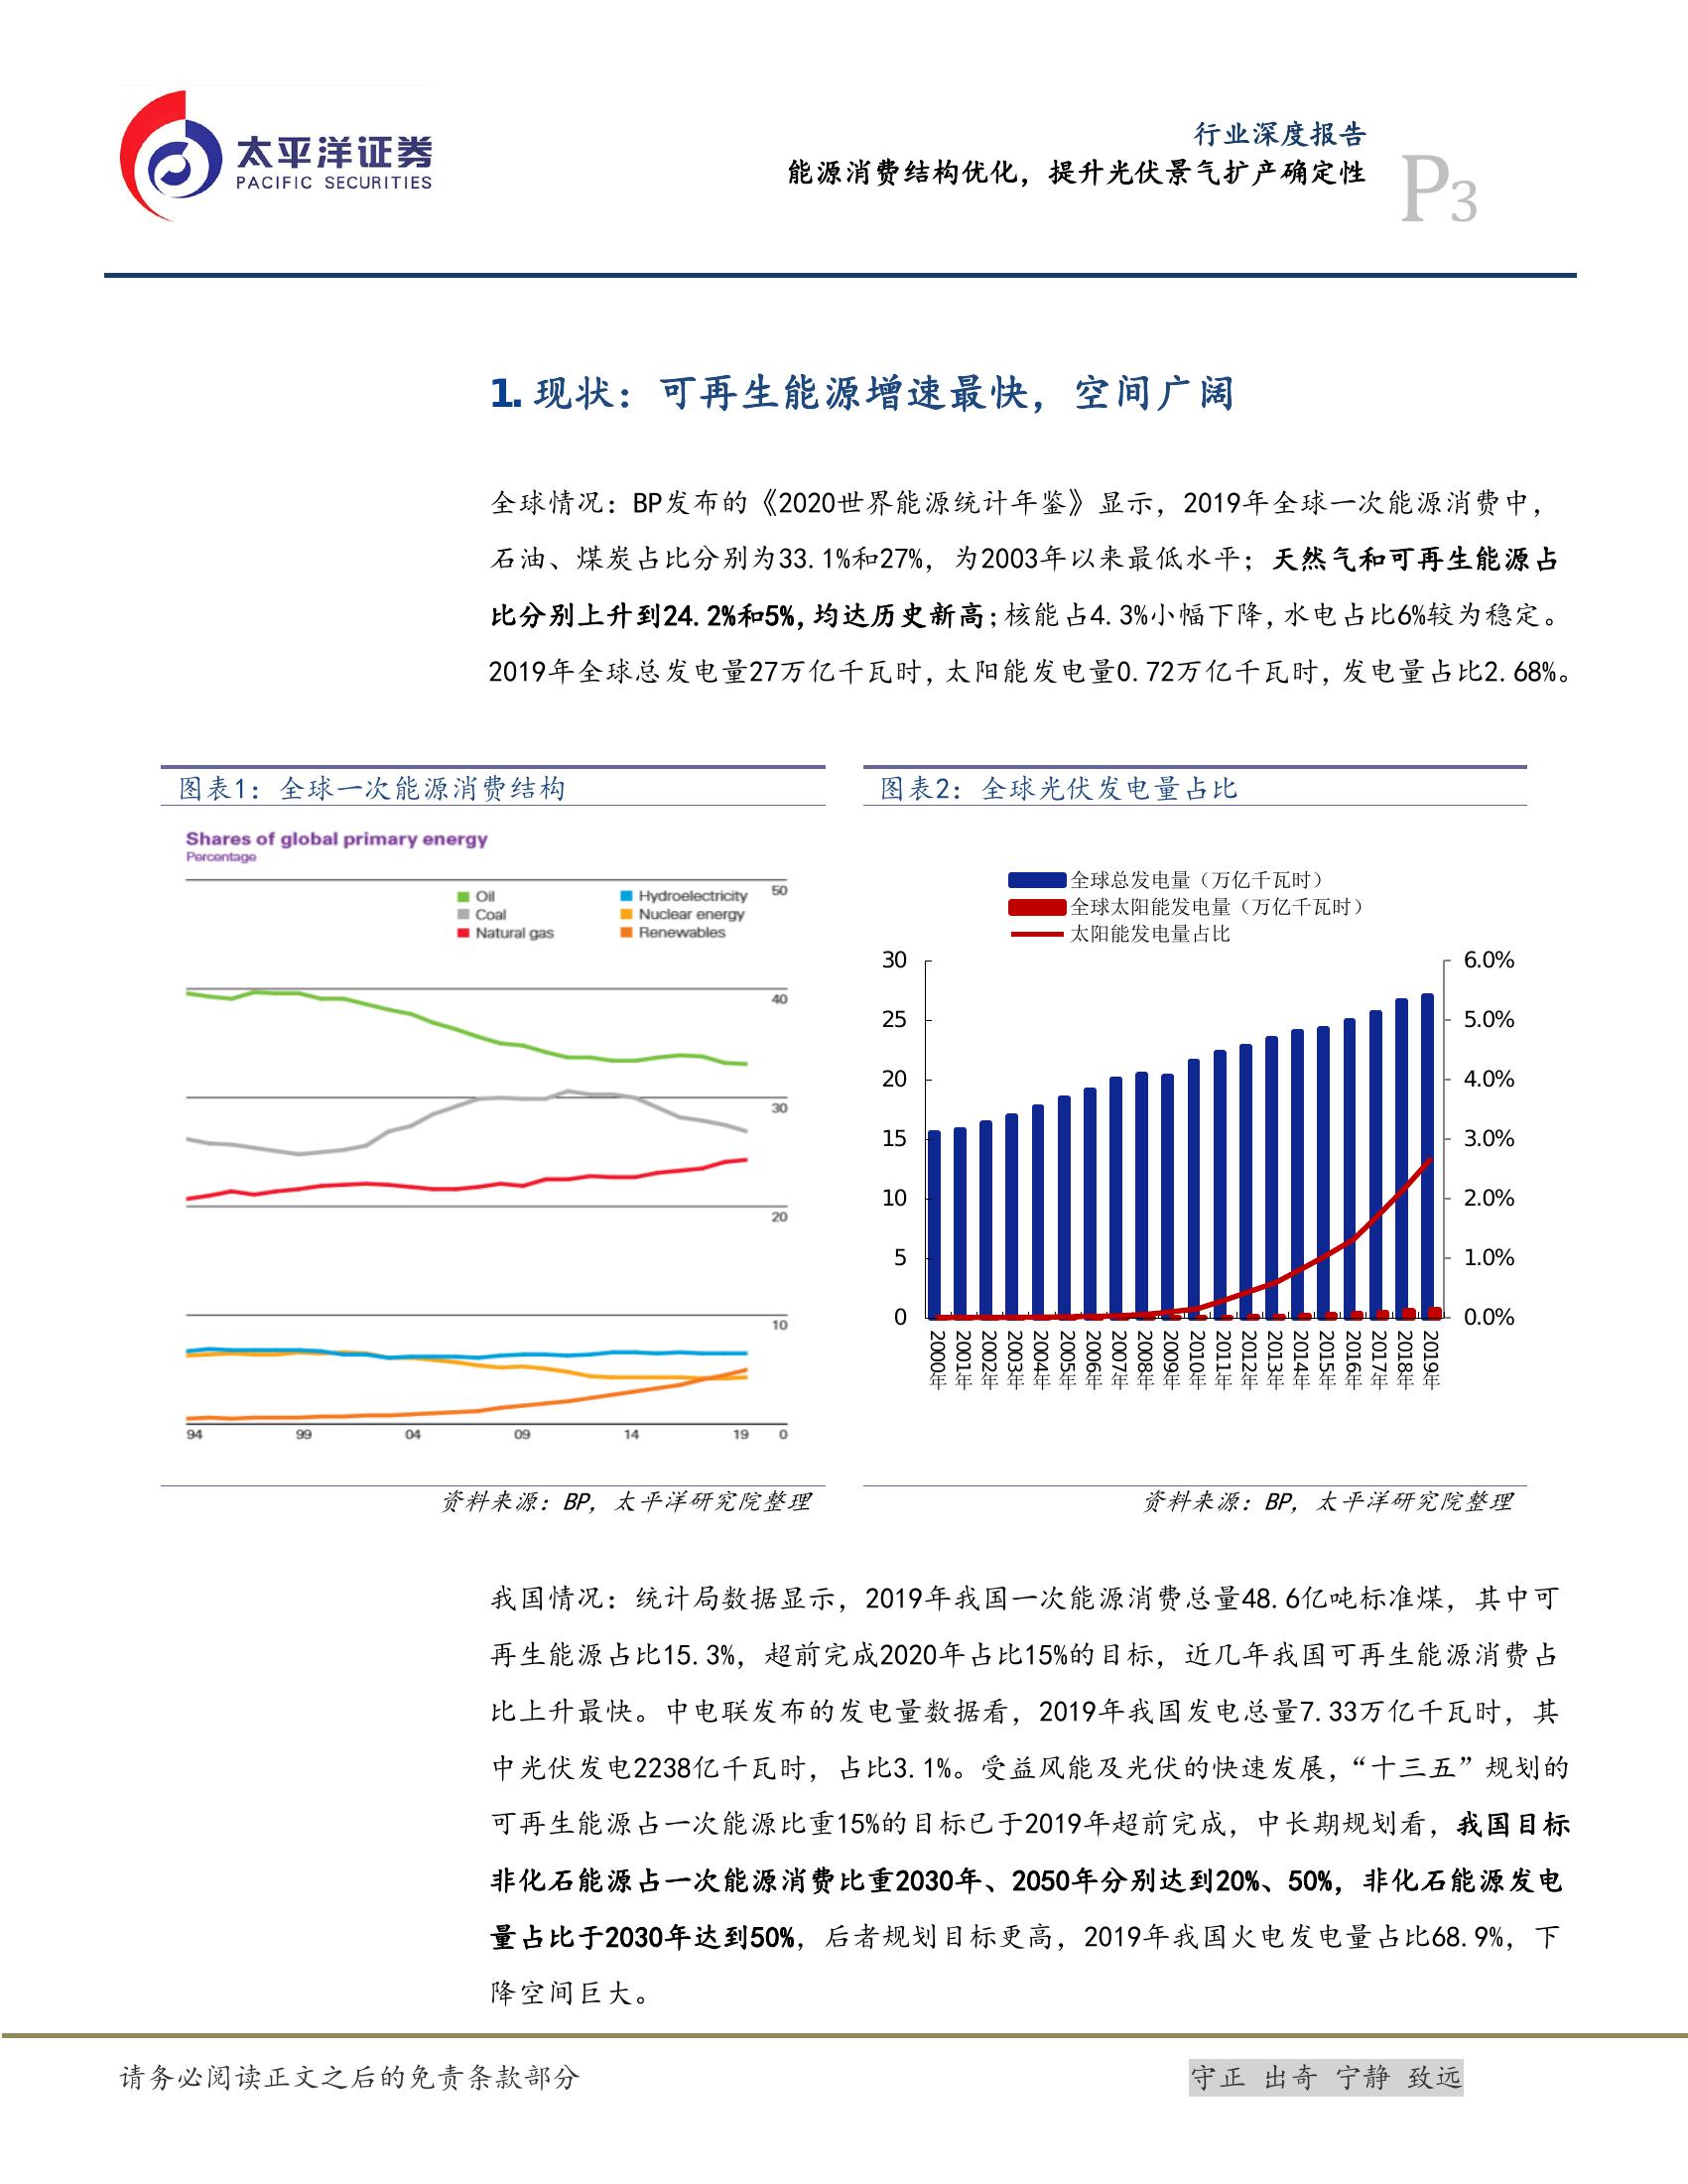 太平洋证券
PACIFIC SECURITIES
行业深度报告
能源消费结构优化，提升光伏景气扩产确定性
P3
1. 现状：可再生能源增速最快，空间广阔
全球情况：BP发布的《2020世界能源统计年鉴》显示，2019年全球一次能源消费中，
石油、煤炭占比分别为33.1%和27%，为2003年以来最低水平；天然气和可再生能源占
比分别上升到24.2%和5%，均达历史新高；核能占4.3%小幅下降，水电占比6%较为稳定。
2019年全球总发电量27万亿千瓦时，太阳能发电量0.72万亿千瓦时，发电量占比2.68%。
图表1：全球一次能源消费结构
Shares of global primary energy
Percentage
Oil
Coal
Natural gas
Hydroelectricity
Nuclear energy
Renewables
50
40
30
20
10
94 99 04 09 14 19 0
资料来源：BP，太平洋研究院整理
图表2：全球光伏发电量占比
全球总发电量（万亿千瓦时）
全球太阳能发电量（万亿千瓦时）
太阳能发电量占比
30 6.0%
25 5.0%
20 4.0%
15 3.0%
10 2.0%
5 1.0%
0 0.0%
2000年 2001年 2002年 2003年 2004年 2005年 2006年 2007年 2008年 2009年 2010年 2011年 2012年 2013年 2014年 2015年 2016年 2017年 2018年 2019年
资料来源：BP，太平洋研究院整理
我国情况：统计局数据显示，2019年我国一次能源消费总量48.6亿吨标准煤，其中可
再生能源占比15.3%，超前完成2020年占比15%的目标，近几年我国可再生能源消费占
比上升最快。中电联发布的发电量数据看，2019年我国发电总量7.33万亿千瓦时，其
中光伏发电2238亿千瓦时，占比3.1%。受益风能及光伏的快速发展，“十三五”规划的
可再生能源占一次能源比重15%的目标已于2019年超前完成，中长期规划看，我国目标
非化石能源占一次能源消费比重2030年、2050年分别达到20%、50%，非化石能源发电
量占比于2030年达到50%，后者规划目标更高，2019年我国火电发电量占比68.9%，下
降空间巨大。
请务必阅读正文之后的免责条款部分
守正 出奇 宁静 致远